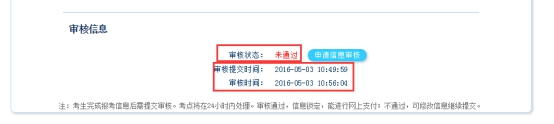 审核信息
审核状态： 未通过 申请信息审核
审核提交时间： 2016-05-03 10:49:59
审核时间： 2016-05-03 10:56:04
注：考生完成报考信息后需提交审核。考点将在24小时内处理。审核通过，信息锁定，能进行网上支付；不通过，可修改信息继续提交。